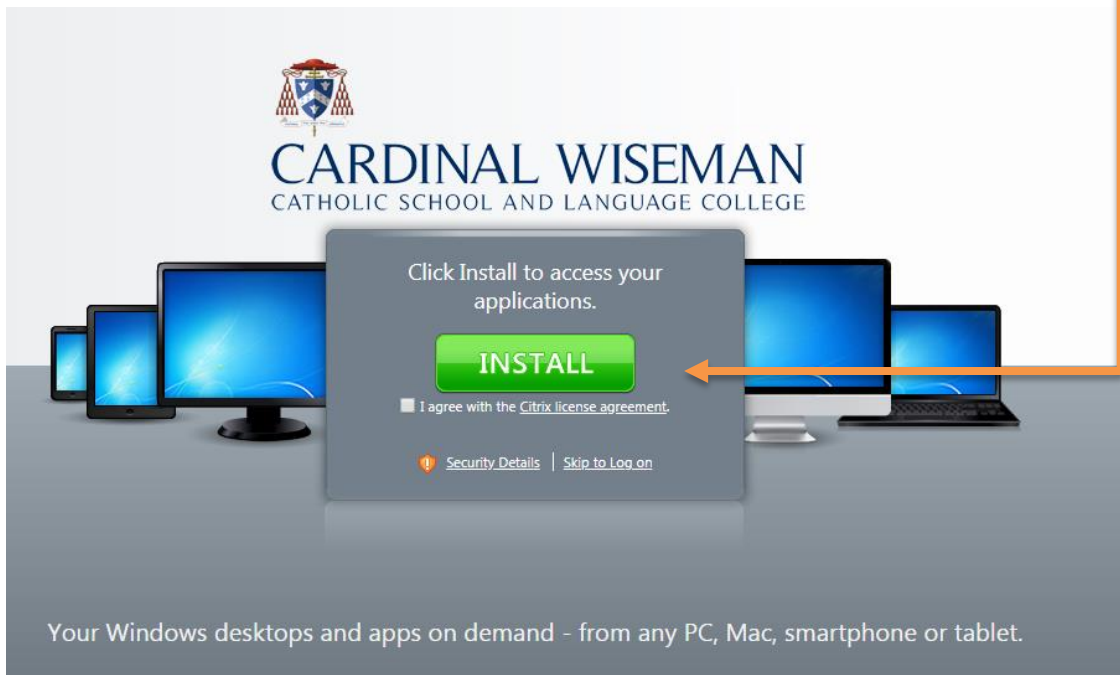 CARDINAL WISEMAN
CATHOLIC SCHOOL AND LANGUAGE COLLEGE
Click Install to access your
applications.
INSTALL
I agree with the Citrix license agreement.
Security Details | Skip to Log on
Your Windows desktops and apps on demand - from any PC, Mac, smartphone or tablet.